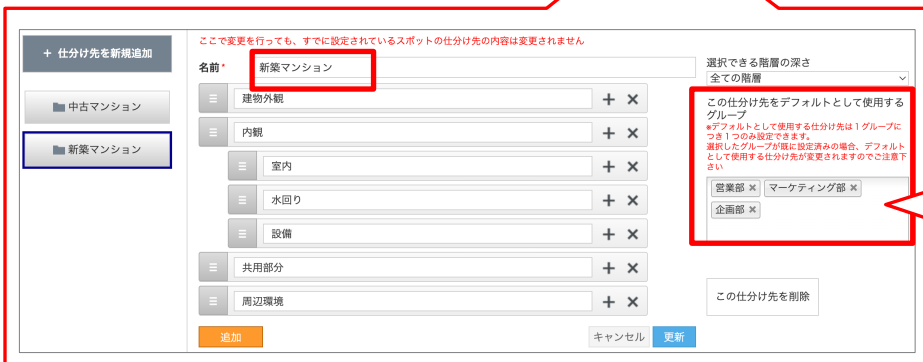 + 仕分け先を新規追加
中古マンション
新築マンション
ここで変更を行っても、すでに設定されているスポットの仕分け先の内容は変更されません
名前* 新築マンション
建物外観 + ×
内観 + ×
室内 + ×
水回り + ×
設備 + ×
共用部分 + ×
周辺環境 + ×
追加 キャンセル 更新
選択できる階層の深さ
全ての階層
この仕分け先をデフォルトとして使用する
グループ
*デフォルトとして使用する仕分け先は1グループに
つき1つのみ設定できます。
選択したグループが既に設定済みの場合、デフォルト
として使用する仕分け先が変更されますのでご注意下
さい
営業部 × マーケティング部 ×
企画部 ×
この仕分け先を削除